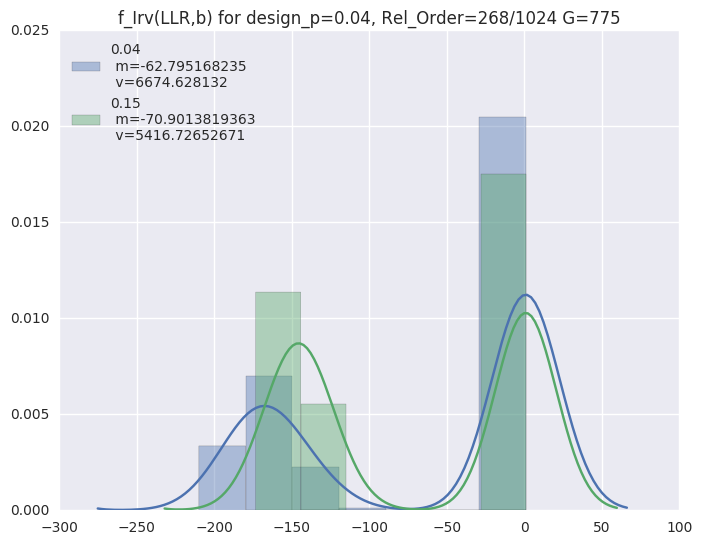 f_Irv(LLR,b) for design_p=0.04, Rel_Order=268/1024 G=775
0.025
0.04
m=-62.795168235
v=6674.628132
0.15
m=-70.9013819363
v=5416.72652671
0.020
0.015
0.010
0.005
0.000
−300 −250 −200 −150 −100 −50 0 50 100